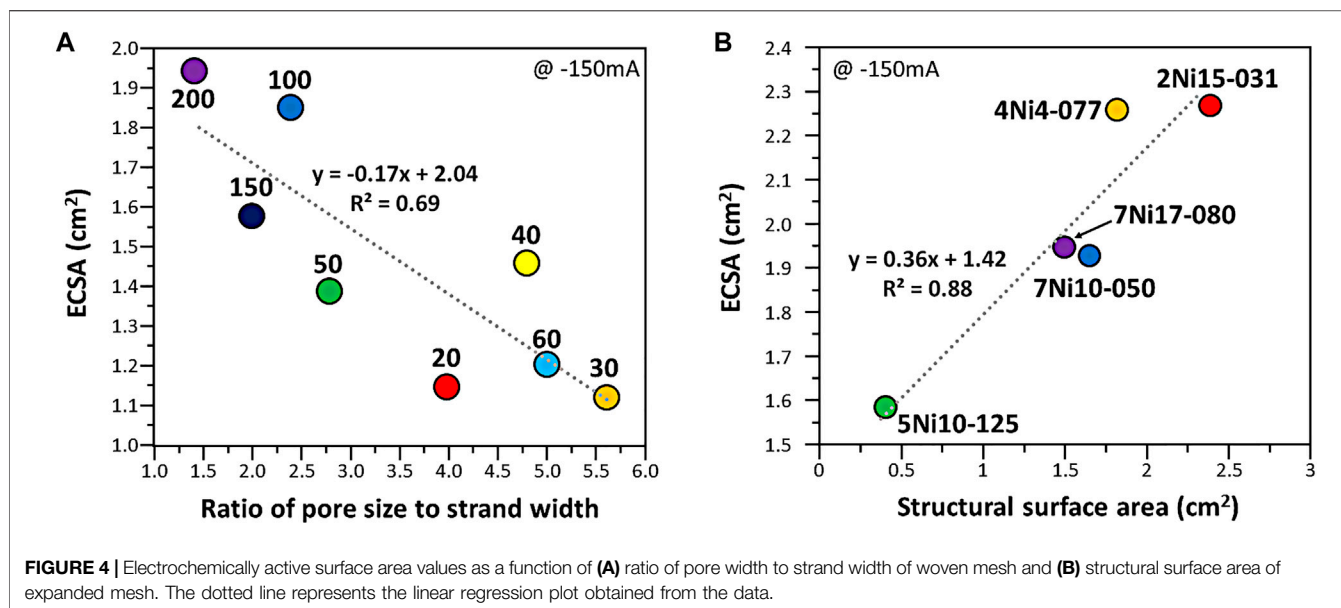 A
2.0
1.9
1.8
1.7
1.6
1.5
1.4
1.3
1.2
1.1
1.0
ECSA (cm²)
@ -150mA
200
100
150
y = -0.17x + 2.04
R² = 0.69
50
40
20
60
30
1.0 1.5 2.0 2.5 3.0 3.5 4.0 4.5 5.0 5.5 6.0
Ratio of pore size to strand width
B
2.4
2.3
2.2
2.1
2.0
1.9
1.8
1.7
1.6
1.5
ECSA (cm²)
@ -150mA
2Ni15-031
4Ni4-077
7Ni17-080
y = 0.36x + 1.42
R² = 0.88
7Ni10-050
5Ni10-125
0 0.5 1 1.5 2 2.5 3
Structural surface area (cm²)
FIGURE 4 | Electrochemically active surface area values as a function of (A) ratio of pore width to strand width of woven mesh and (B) structural surface area of
expanded mesh. The dotted line represents the linear regression plot obtained from the data.